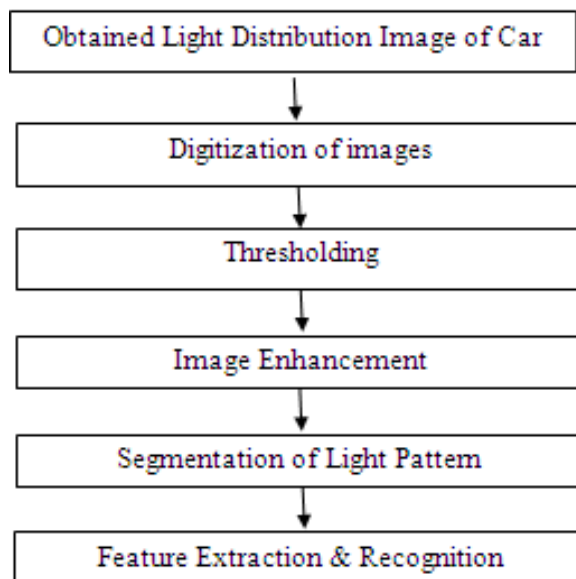 Obtained Light Distribution Image of Car
Digitization of images
Thresholding
Image Enhancement
Segmentation of Light Pattern
Feature Extraction & Recognition